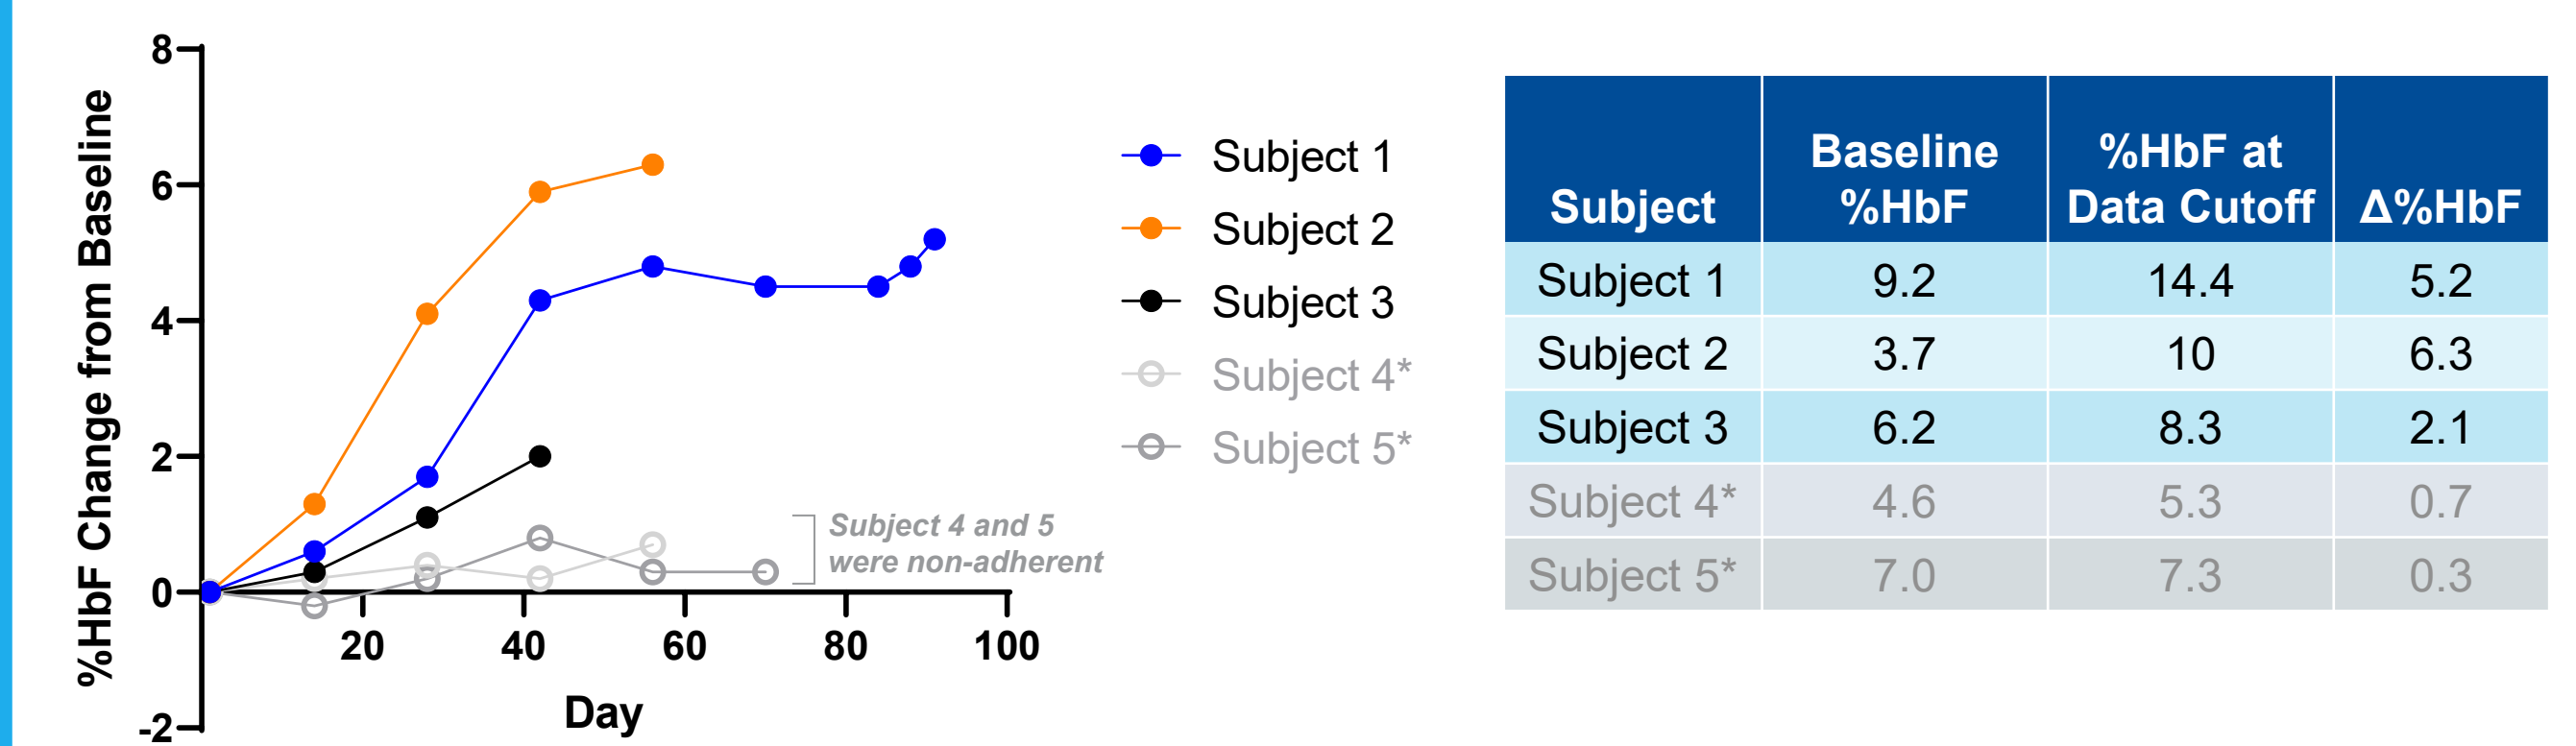 %HbF Change from Baseline
8
6
4
2
0
-2
20 40 60 80 100
Day
Subject 1
Subject 2
Subject 3
Subject 4*
Subject 5*
Subject 4 and 5
were non-adherent
Subject Baseline %HbF %HbF at Data Cutoff Δ%HbF
Subject 1 9.2 14.4 5.2
Subject 2 3.7 10 6.3
Subject 3 6.2 8.3 2.1
Subject 4* 4.6 5.3 0.7
Subject 5* 7.0 7.3 0.3